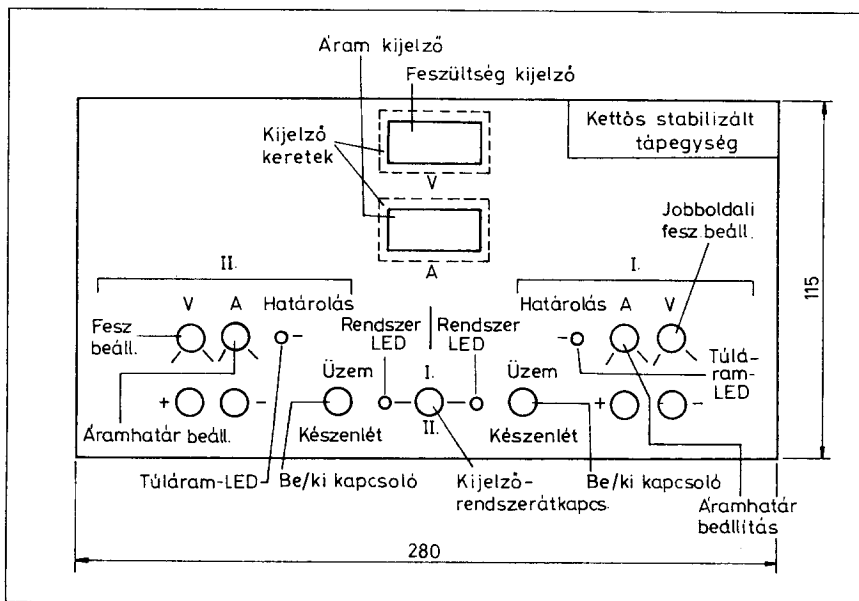 Áram kijelző
Feszültség kijelző
Kijelző
keretek
V
Kettős stabilizált
tápegység
A
Jobboldali
fesz. beáll.
II.
I.
V A Határolás
Határolás A V
Fesz
beáll.
Rendszer
LED
Rendszer
LED
Túlá-
ram-
LED
Üzem
I.
Üzem
+ -
+ -
Áramhatár beáll.
Készenlét
II.
Készenlét
Túláram-LED
Be/ki kapcsoló
Kijelző-
rendszerátkapcs.
Be/ki kapcsoló
Áramhatár
beállítás
115
280